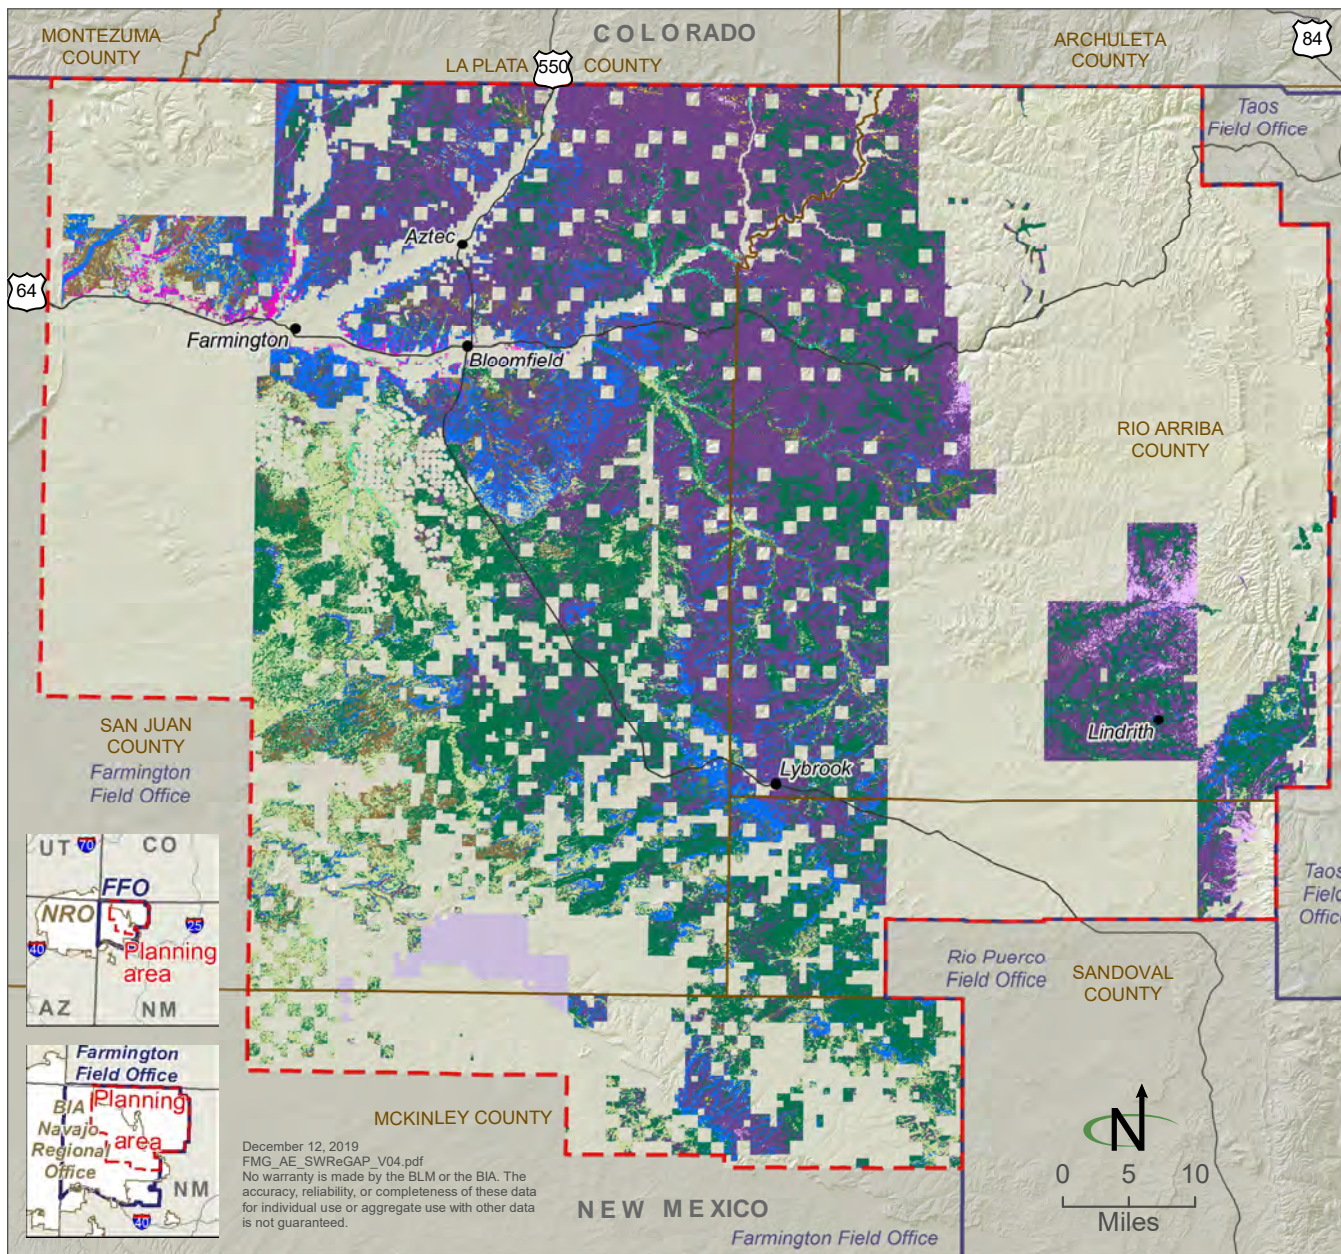 COLORADO
MONTEZUMA
COUNTY
LA PLATA
550
COUNTY
ARCHULETA
COUNTY
84
Taos
Field Office
Aztec
64
Farmington
Bloomfield
RIO ARRIBA
COUNTY
SAN JUAN
COUNTY
Farmington
Field Office
Lindrith
Lybrook
UT
70
CO
FFO
NRO
25
40
Planning
area
AZ
NM
Taos
Field
Office
Rio Puerco
Field Office
SANDOVAL
COUNTY
Farmington
Field Office
Planning
area
BIA
Navajo
Regional
Office
NM
40
MCKINLEY COUNTY
December 12, 2019
FMG_AE_SWReGAP_V04.pdf
No warranty is made by the BLM or the BIA. The
accuracy, reliability, or completeness of these data
for individual use or aggregate use with other data
is not guaranteed.
NEW MEXICO
Farmington Field Office
N
0 5 10
Miles